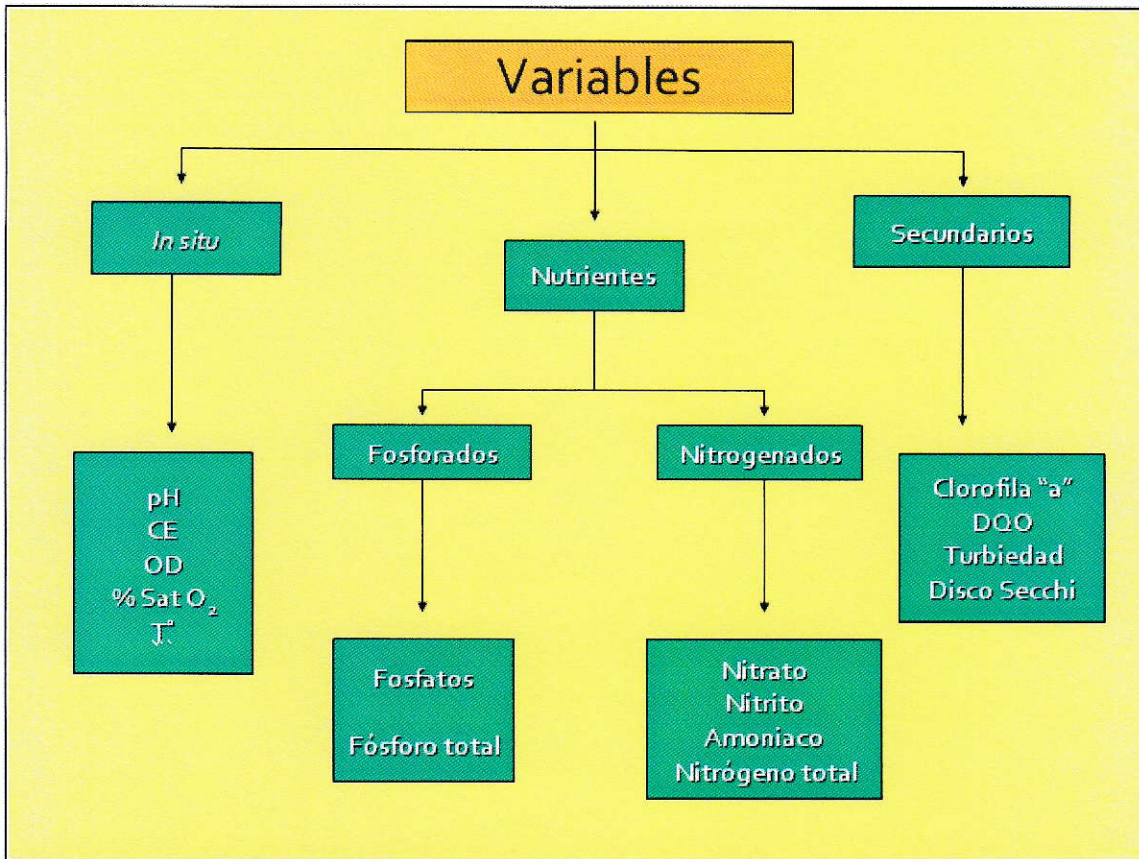 Variables
In situ
Nutrientes
Secundarios
Fosforados
Nitrogenados
pH
CE
OD
% Sat O₂
T°
Fosfatos
Fósforo total
Nitrato
Nitrito
Amoniaco
Nitrógeno total
Clorofila “a”
DQO
Turbiedad
Disco Secchi